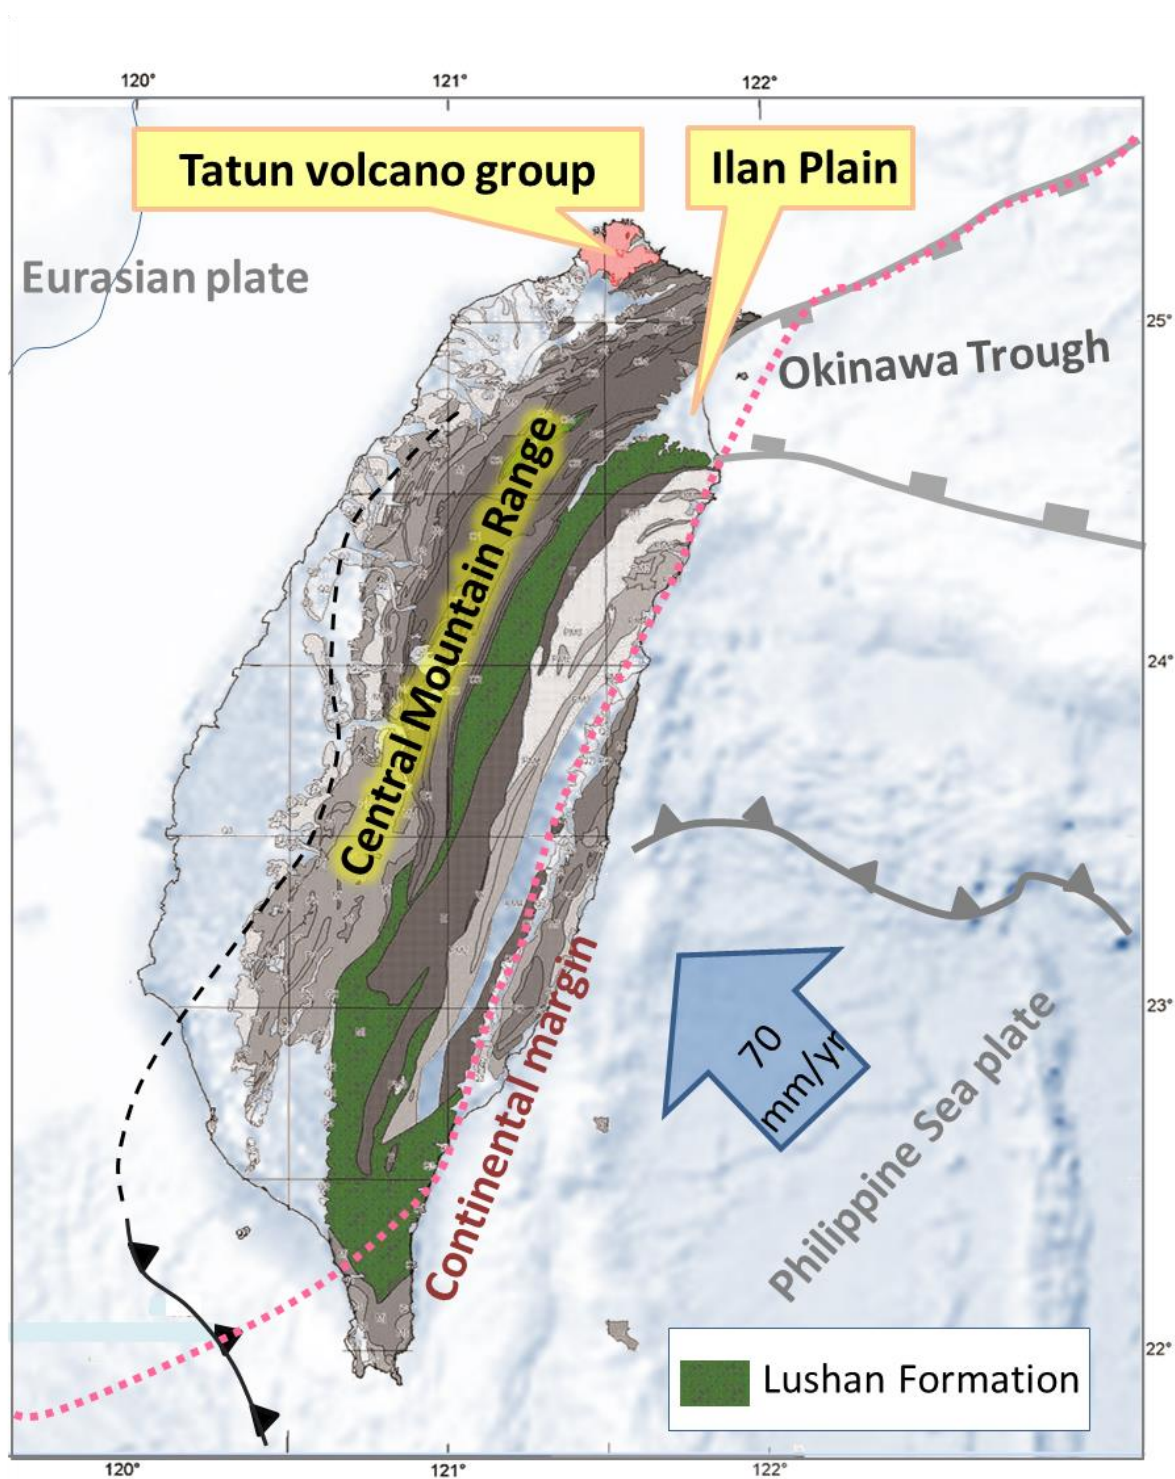 120°
121°
122°
Tatun volcano group
Ilan Plain
Eurasian plate
25°
Okinawa Trough
Central Mountain Range
24°
23°
70
mm/yr
Continental margin
Philippine Sea plate
22°
Lushan Formation
120°
121°
122°